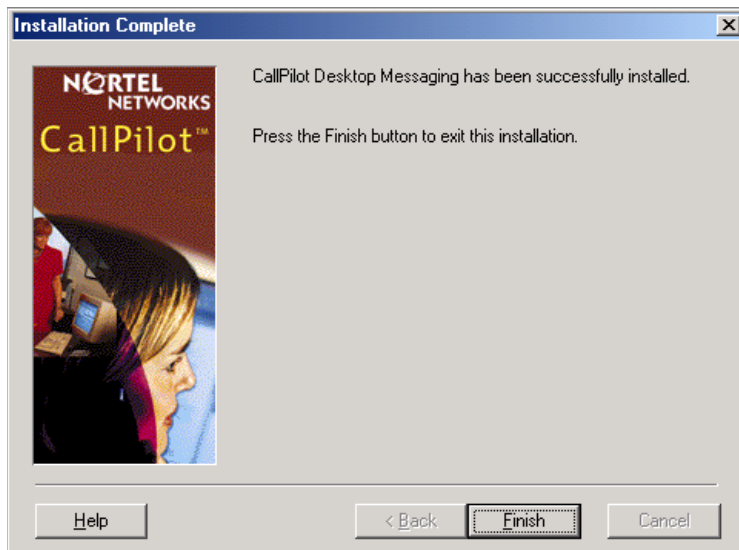 Installation Complete
NORTEL
NETWORKS
CallPilot™
CallPilot Desktop Messaging has been successfully installed.
Press the Finish button to exit this installation.
Help
< Back
Finish
Cancel